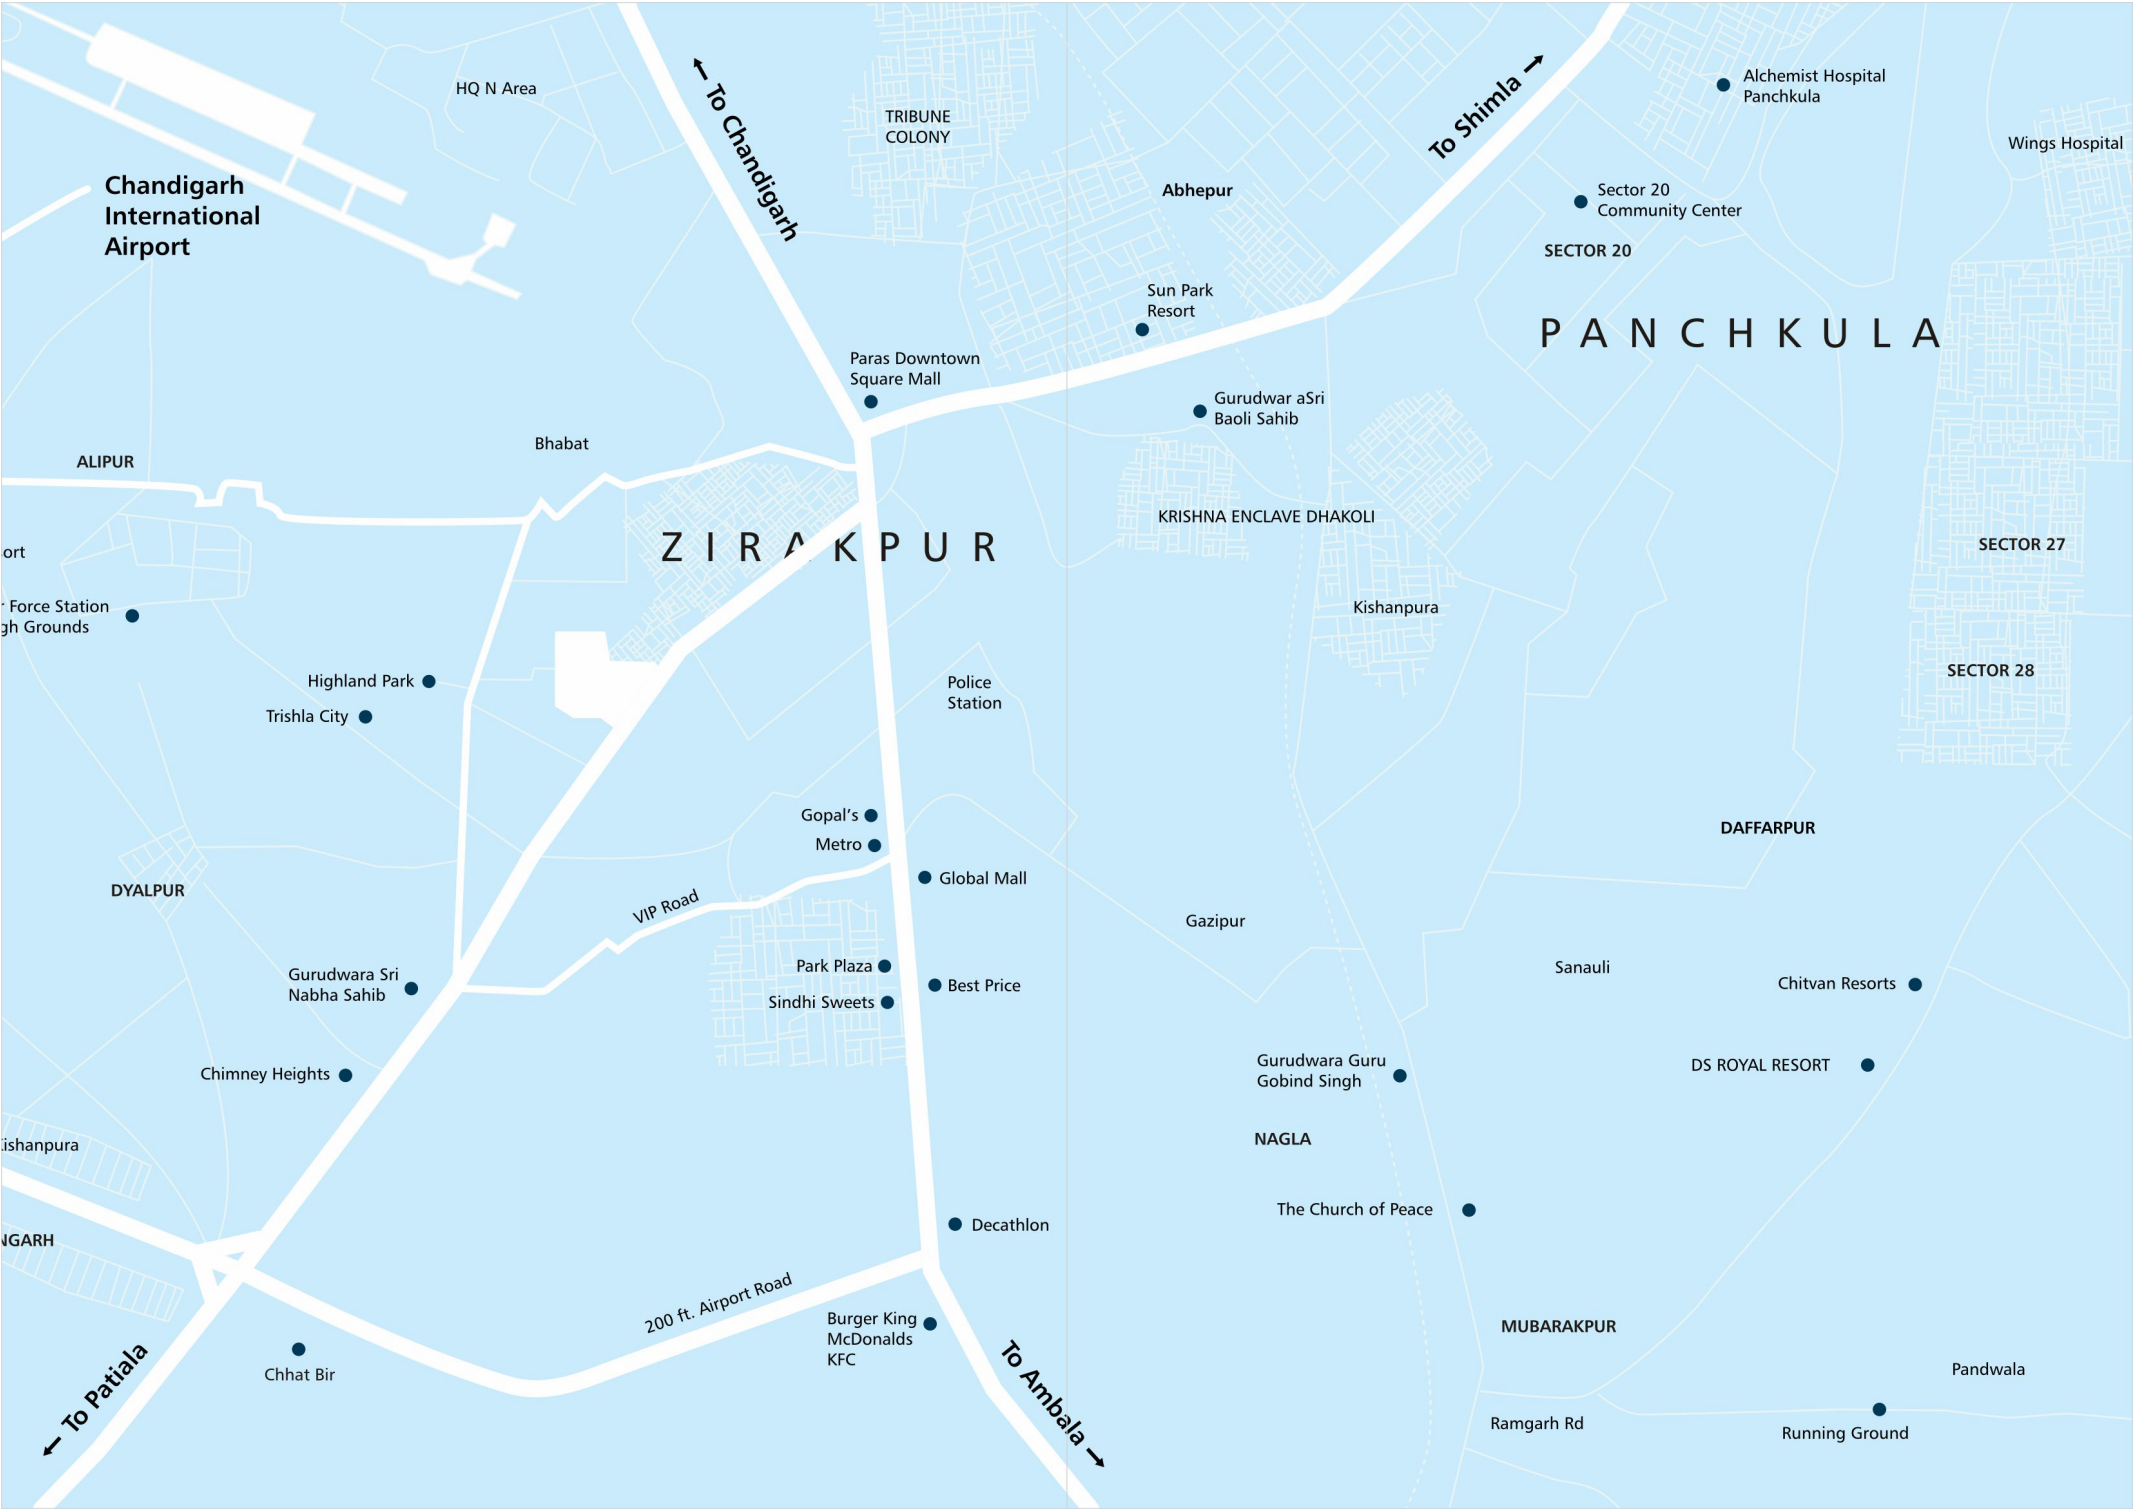 To Chandigarh
To Shimla
HQ N Area
TRIBUNE
COLONY
Alchemist Hospital
Panchkula
Wings Hospital
Chandigarh
International
Airport
Abhepur
Sector 20
Community Center
SECTOR 20
Sun Park
Resort
PANCHKULA
Paras Downtown
Square Mall
Gurudwar aSri
Baoli Sahib
Bhabat
ALIPUR
KRISHNA ENCLAVE DHAKOLI
ZIRAKPUR
SECTOR 27
ort
r Force Station
gh Grounds
Kishanpura
SECTOR 28
Highland Park
Trishla City
Police
Station
Gopal's
Metro
Global Mall
DAFFARPUR
DYALPUR
VIP Road
Gazipur
Park Plaza
Sindhi Sweets
Best Price
Sanauli
Chitvan Resorts
Gurudwara Sri
Nabha Sahib
Chimney Heights
Gurudwara Guru
Gobind Singh
DS ROYAL RESORT
ishanpura
NAGLA
The Church of Peace
NGARH
Decathlon
200 ft. Airport Road
Burger King
McDonalds
KFC
MUBARAKPUR
To Patiala
Chhat Bir
To Ambala
Pandwala
Ramgarh Rd
Running Ground